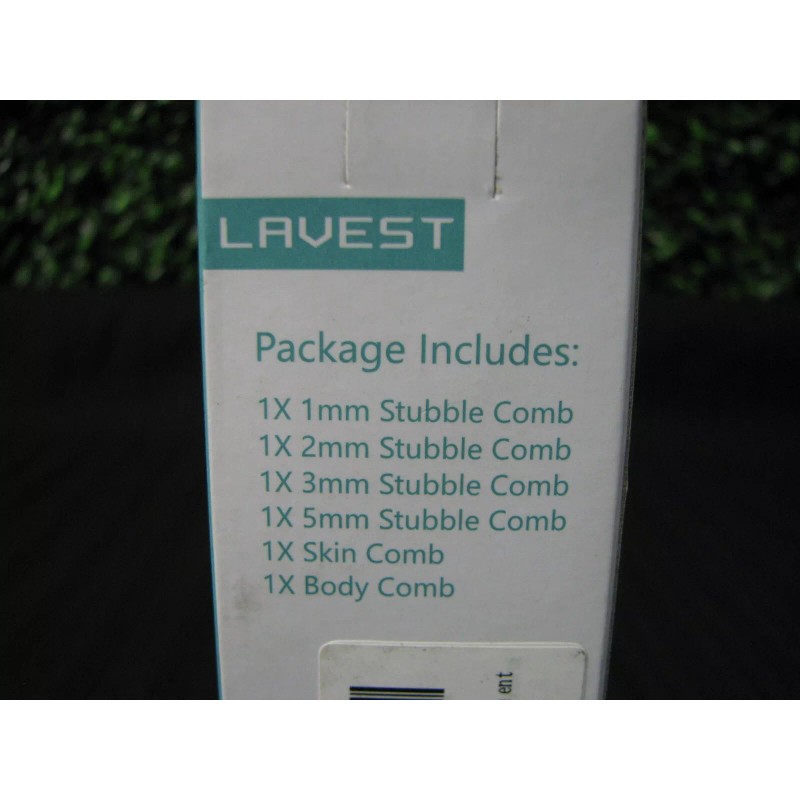 LAVEST
Package Includes:
1X 1mm Stubble Comb
1X 2mm Stubble Comb
1X 3mm Stubble Comb
1X 5mm Stubble Comb
1X Skin Comb
1X Body Comb
ent